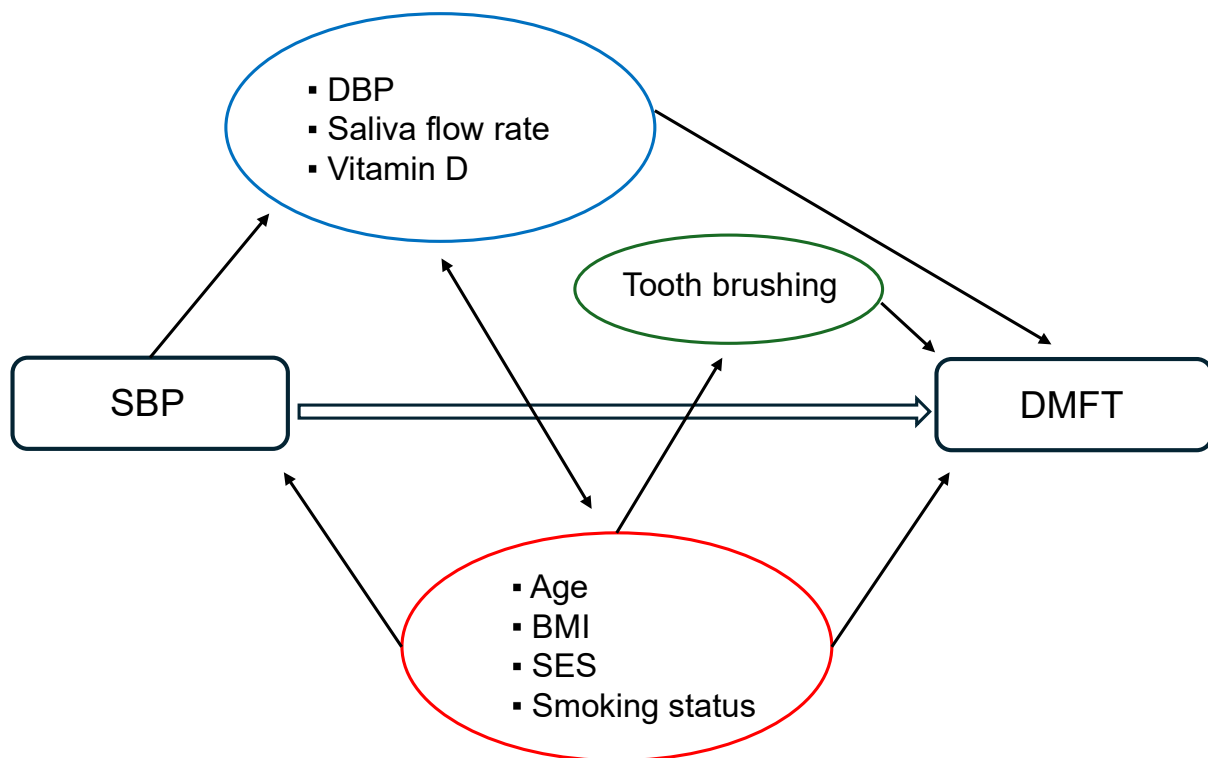 ▪ DBP
▪ Saliva flow rate
▪ Vitamin D
Tooth brushing
SBP
DMFT
▪ Age
▪ BMI
▪ SES
▪ Smoking status